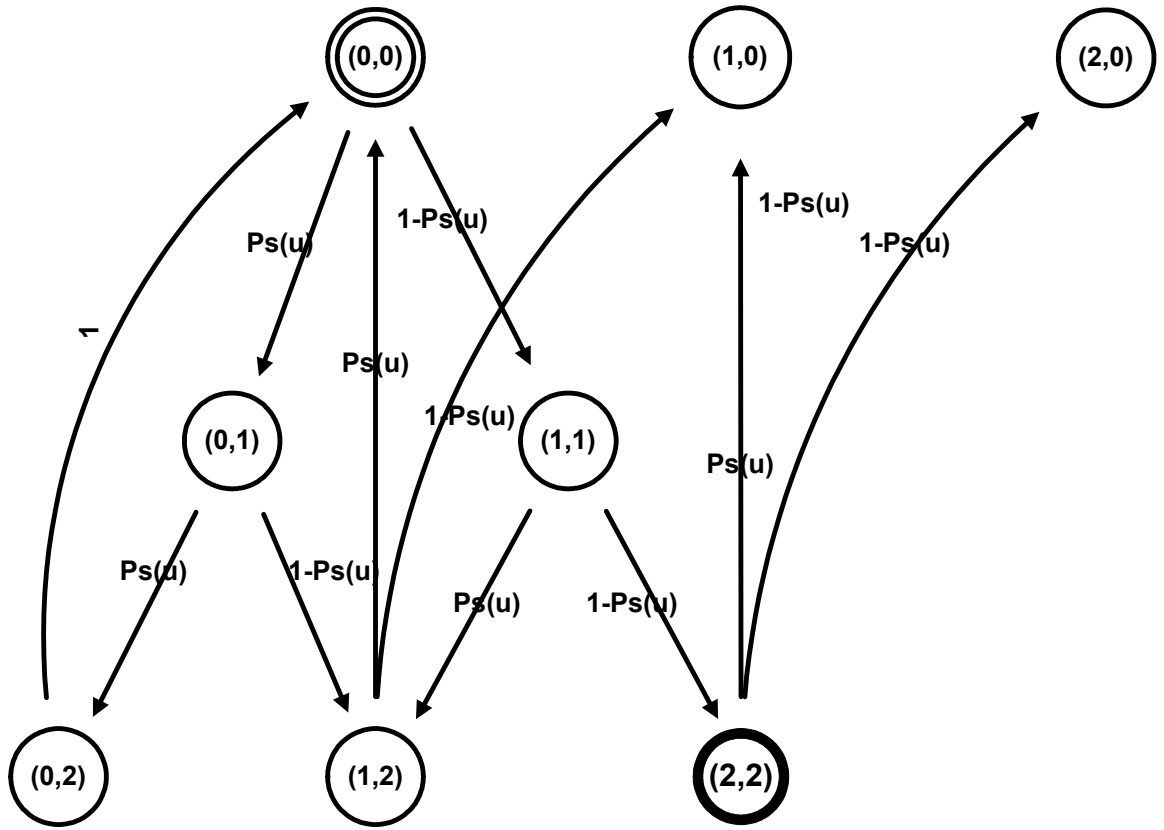 (0,0)
(1,0)
(2,0)
1-Ps(u)
1-Ps(u)
Ps(u)
1-Ps(u)
1
Ps(u)
1-Ps(u)
(0,1)
(1,1)
Ps(u)
Ps(u)
1-Ps(u)
Ps(u)
1-Ps(u)
(0,2)
(1,2)
(2,2)